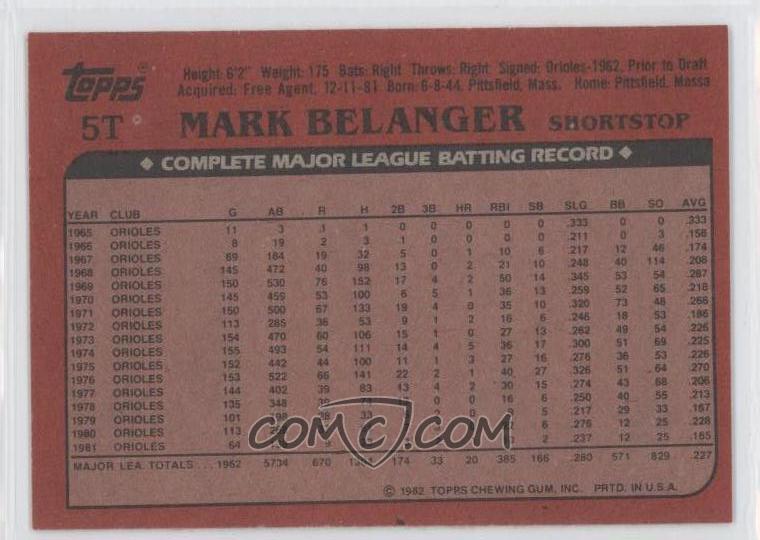 Topps®
Height: 6'2" Weight: 175 Bats: Right Throws: Right Signed: Orioles-1962, Prior to Draft
Acquired: Free Agent, 12-11-81 Born: 6-8-44, Pittsfield, Mass. Home: Pittsfield, Mass
5T MARK BELANGER SHORTSTOP
◆ COMPLETE MAJOR LEAGUE BATTING RECORD ◆
YEAR CLUB G AB R H 2B 3B HR RBI SB SLG BB SO AVG
1965 ORIOLES 11 3 1 1 0 0 0 0 0 .333 0 0 .333
1966 ORIOLES 8 19 2 3 1 0 0 0 0 .211 0 3 .158
1967 ORIOLES 69 184 19 32 5 0 1 10 6 .217 12 46 .174
1968 ORIOLES 145 472 40 98 13 0 2 21 10 .248 40 114 .208
1969 ORIOLES 150 530 76 152 17 4 2 50 14 .345 53 54 .287
1970 ORIOLES 145 459 53 100 6 5 1 36 13 .259 52 65 .218
1971 ORIOLES 150 500 67 133 19 4 0 35 10 .320 73 48 .266
1972 ORIOLES 113 285 36 53 9 1 2 16 6 .246 18 53 .186
1973 ORIOLES 154 470 60 106 15 1 0 27 13 .262 49 54 .226
1974 ORIOLES 155 493 54 111 14 4 5 36 17 .300 51 69 .225
1975 ORIOLES 152 442 44 100 11 1 3 27 16 .276 36 53 .226
1976 ORIOLES 153 522 66 141 22 2 1 40 27 .326 51 64 .270
1977 ORIOLES 144 402 39 83 13 4 2 30 15 .274 43 68 .206
1978 ORIOLES 135 348 39 0 0 16 6 .250 40 55 .213
1979 ORIOLES 101 198 33 2 5 .217 29 33 .167
1980 ORIOLES 113 6 .276 12 25 .228
1981 ORIOLES 64 2 .237 12 25 .165
MAJOR LEA. TOTALS . . . 1962 5734 670 174 33 20 385 166 .280 571 829 .227
COMC.COM
© 1982 TOPPS CHEWING GUM, INC. PRTD. IN U.S.A.